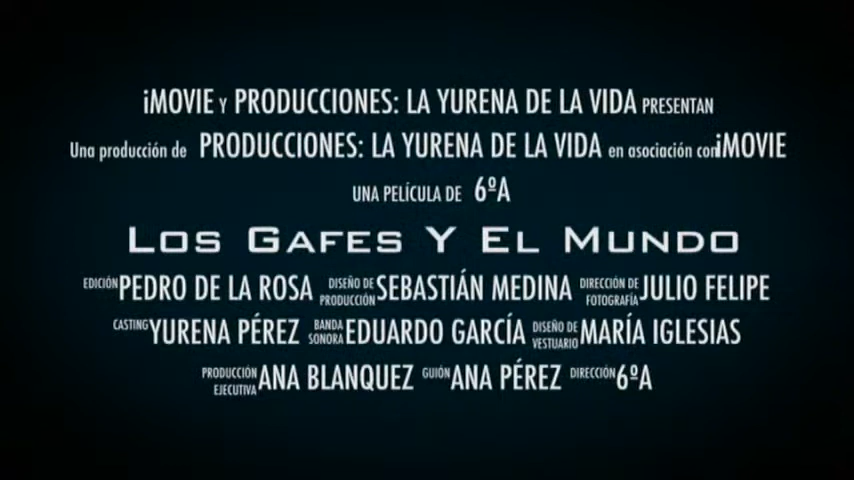 iMOVIE Y PRODUCCIONES: LA YURENA DE LA VIDA PRESENTAN
Una producción de PRODUCCIONES: LA YURENA DE LA VIDA en asociación con iMOVIE
UNA PELÍCULA DE 6ºA
LOS GAFES Y EL MUNDO
EDICIÓN PEDRO DE LA ROSA DISEÑO DE PRODUCCIÓN SEBASTIÁN MEDINA DIRECCIÓN DE FOTOGRAFÍA JULIO FELIPE
CASTING YURENA PÉREZ BANDA SONORA EDUARDO GARCÍA DISEÑO DE VESTUARIO MARÍA IGLESIAS
PRODUCCIÓN EJECUTIVA ANA BLANQUEZ GUIÓN ANA PÉREZ DIRECCIÓN 6ºA